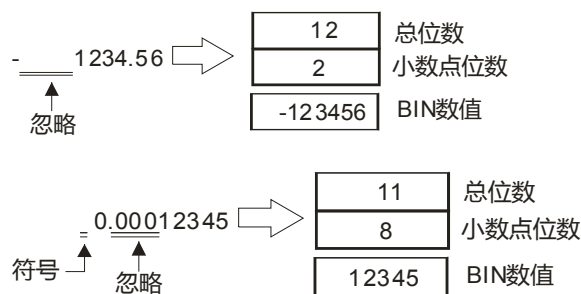 - 1234.56
12 总位数
2 小数点位数
-123456 BIN数值
忽略
= 0.00012345
11 总位数
8 小数点位数
12345 BIN数值
符号
忽略